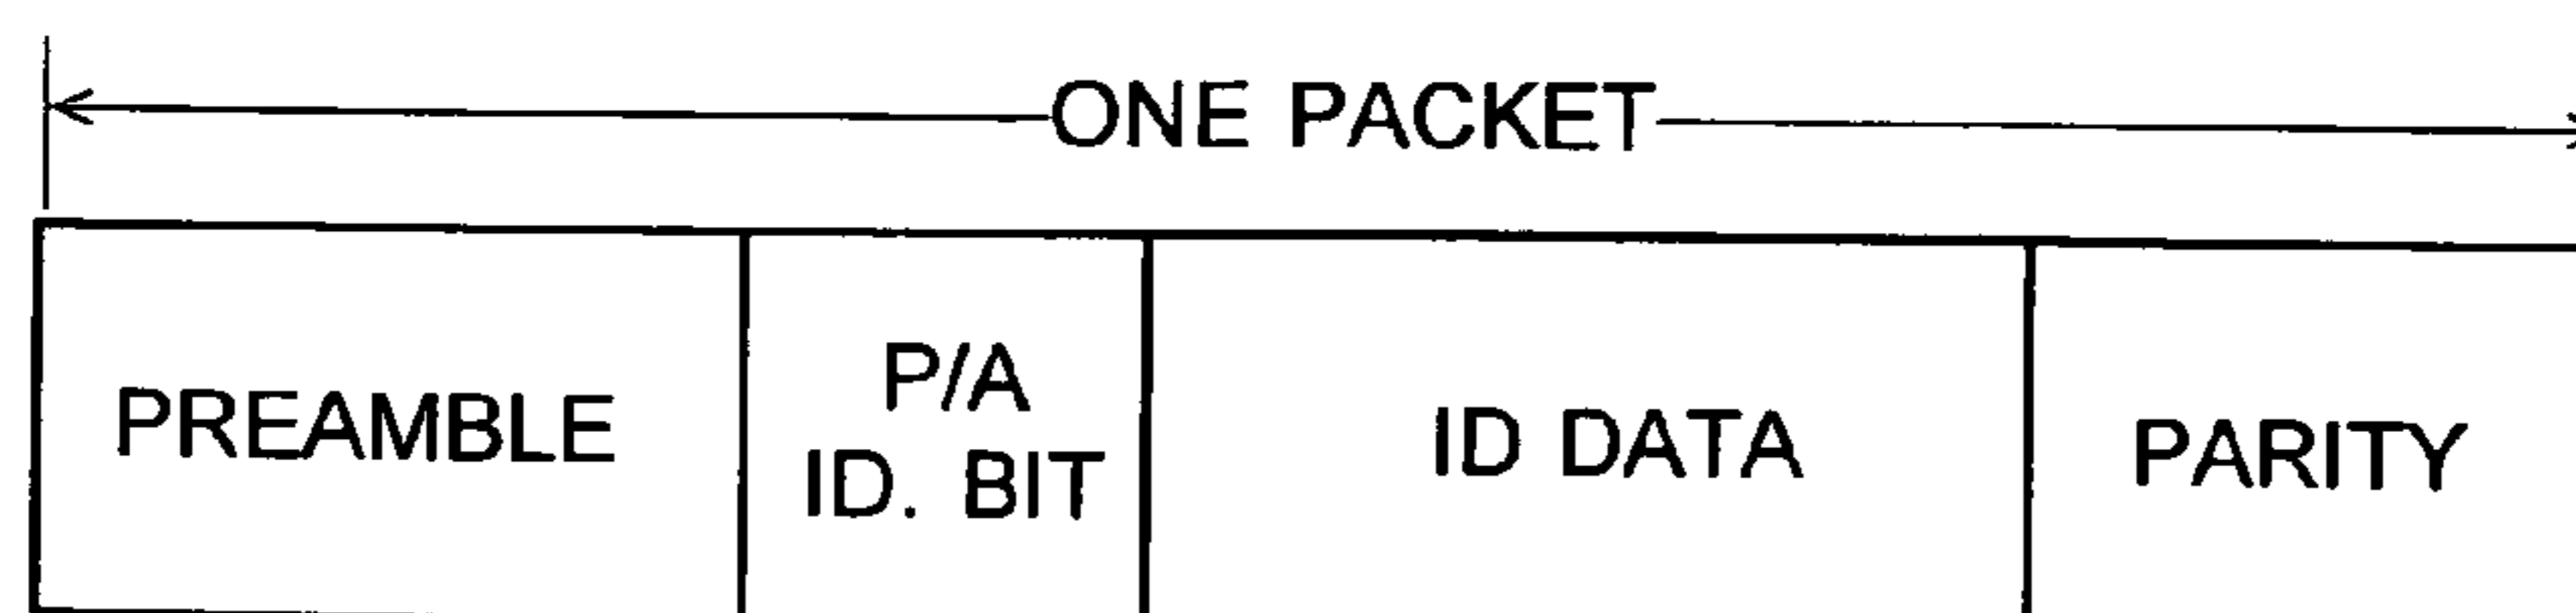 ONE PACKET
PREAMBLE
P/A
ID. BIT
ID DATA
PARITY